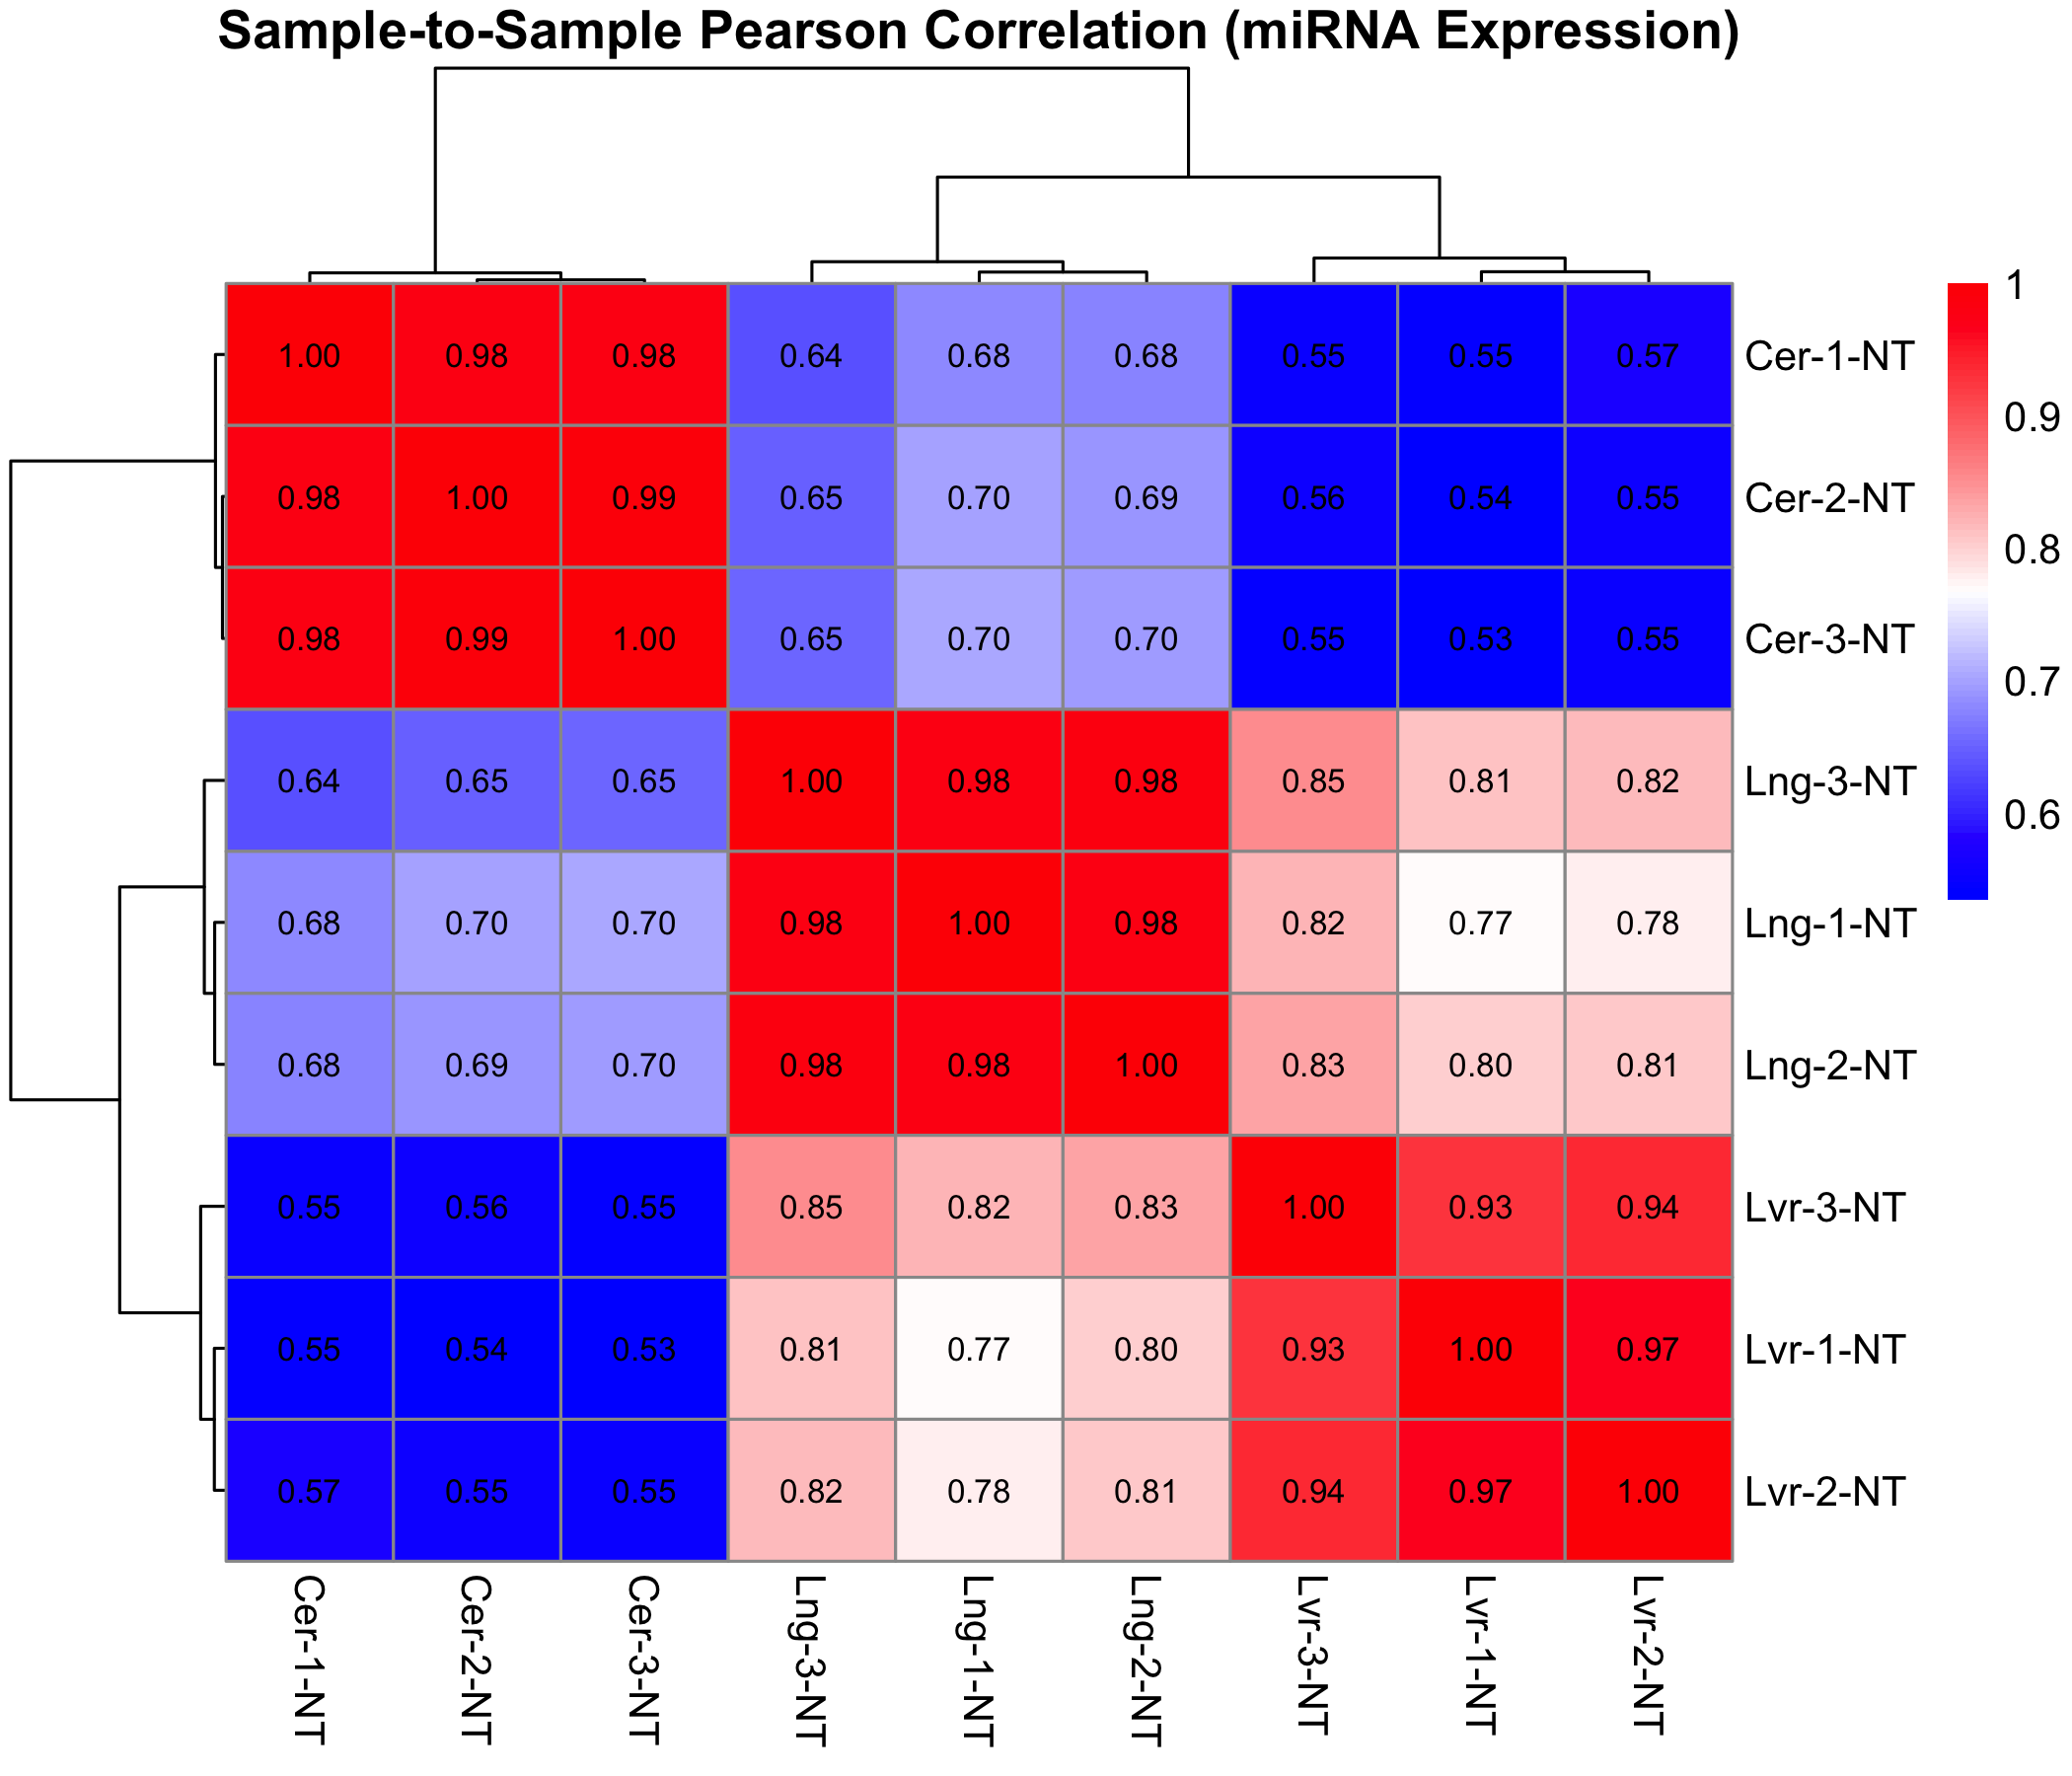 Sample-to-Sample Pearson Correlation (miRNA Expression)
1.00 0.98 0.98 0.64 0.68 0.68 0.55 0.55 0.57 Cer-1-NT
0.98 1.00 0.99 0.65 0.70 0.69 0.56 0.54 0.55 Cer-2-NT
0.98 0.99 1.00 0.65 0.70 0.70 0.55 0.53 0.55 Cer-3-NT
0.64 0.65 0.65 1.00 0.98 0.98 0.85 0.81 0.82 Lng-3-NT
0.68 0.70 0.70 0.98 1.00 0.98 0.82 0.77 0.78 Lng-1-NT
0.68 0.69 0.70 0.98 0.98 1.00 0.83 0.80 0.81 Lng-2-NT
0.55 0.56 0.55 0.85 0.82 0.83 1.00 0.93 0.94 Lvr-3-NT
0.55 0.54 0.53 0.81 0.77 0.80 0.93 1.00 0.97 Lvr-1-NT
0.57 0.55 0.55 0.82 0.78 0.81 0.94 0.97 1.00 Lvr-2-NT
Cer-1-NT
Cer-2-NT
Cer-3-NT
Lng-3-NT
Lng-1-NT
Lng-2-NT
Lvr-3-NT
Lvr-1-NT
Lvr-2-NT
1
0.9
0.8
0.7
0.6